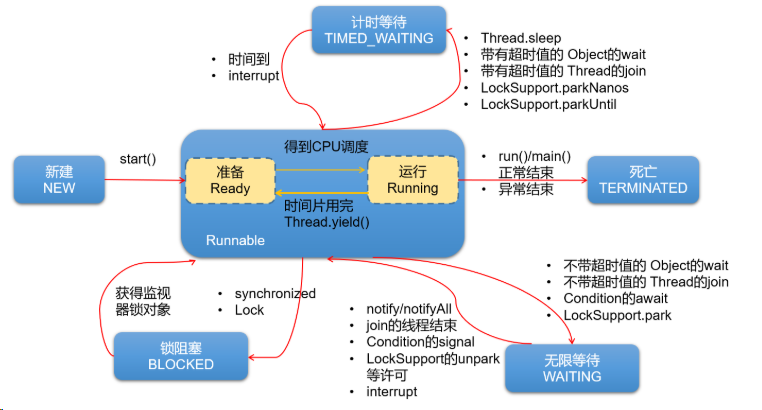 计时等待
TIMED_WAITING
时间到
interrupt
Thread.sleep
带有超时值的 Object的wait
带有超时值的 Thread的join
LockSupport.parkNanos
LockSupport.parkUntil
新建
NEW
start()
得到CPU调度
准备
Ready
运行
Running
时间片用完
Thread.yield()
Runnable
run()/main()
正常结束
异常结束
死亡
TERMINATED
获得监视
器锁对象
synchronized
Lock
锁阻塞
BLOCKED
notify/notifyAll
join的线程结束
Condition的signal
LockSupport的unpark
等许可
interrupt
不带超时值的 Object的wait
不带超时值的 Thread的join
Condition的await
LockSupport.park
无限等待
WAITING